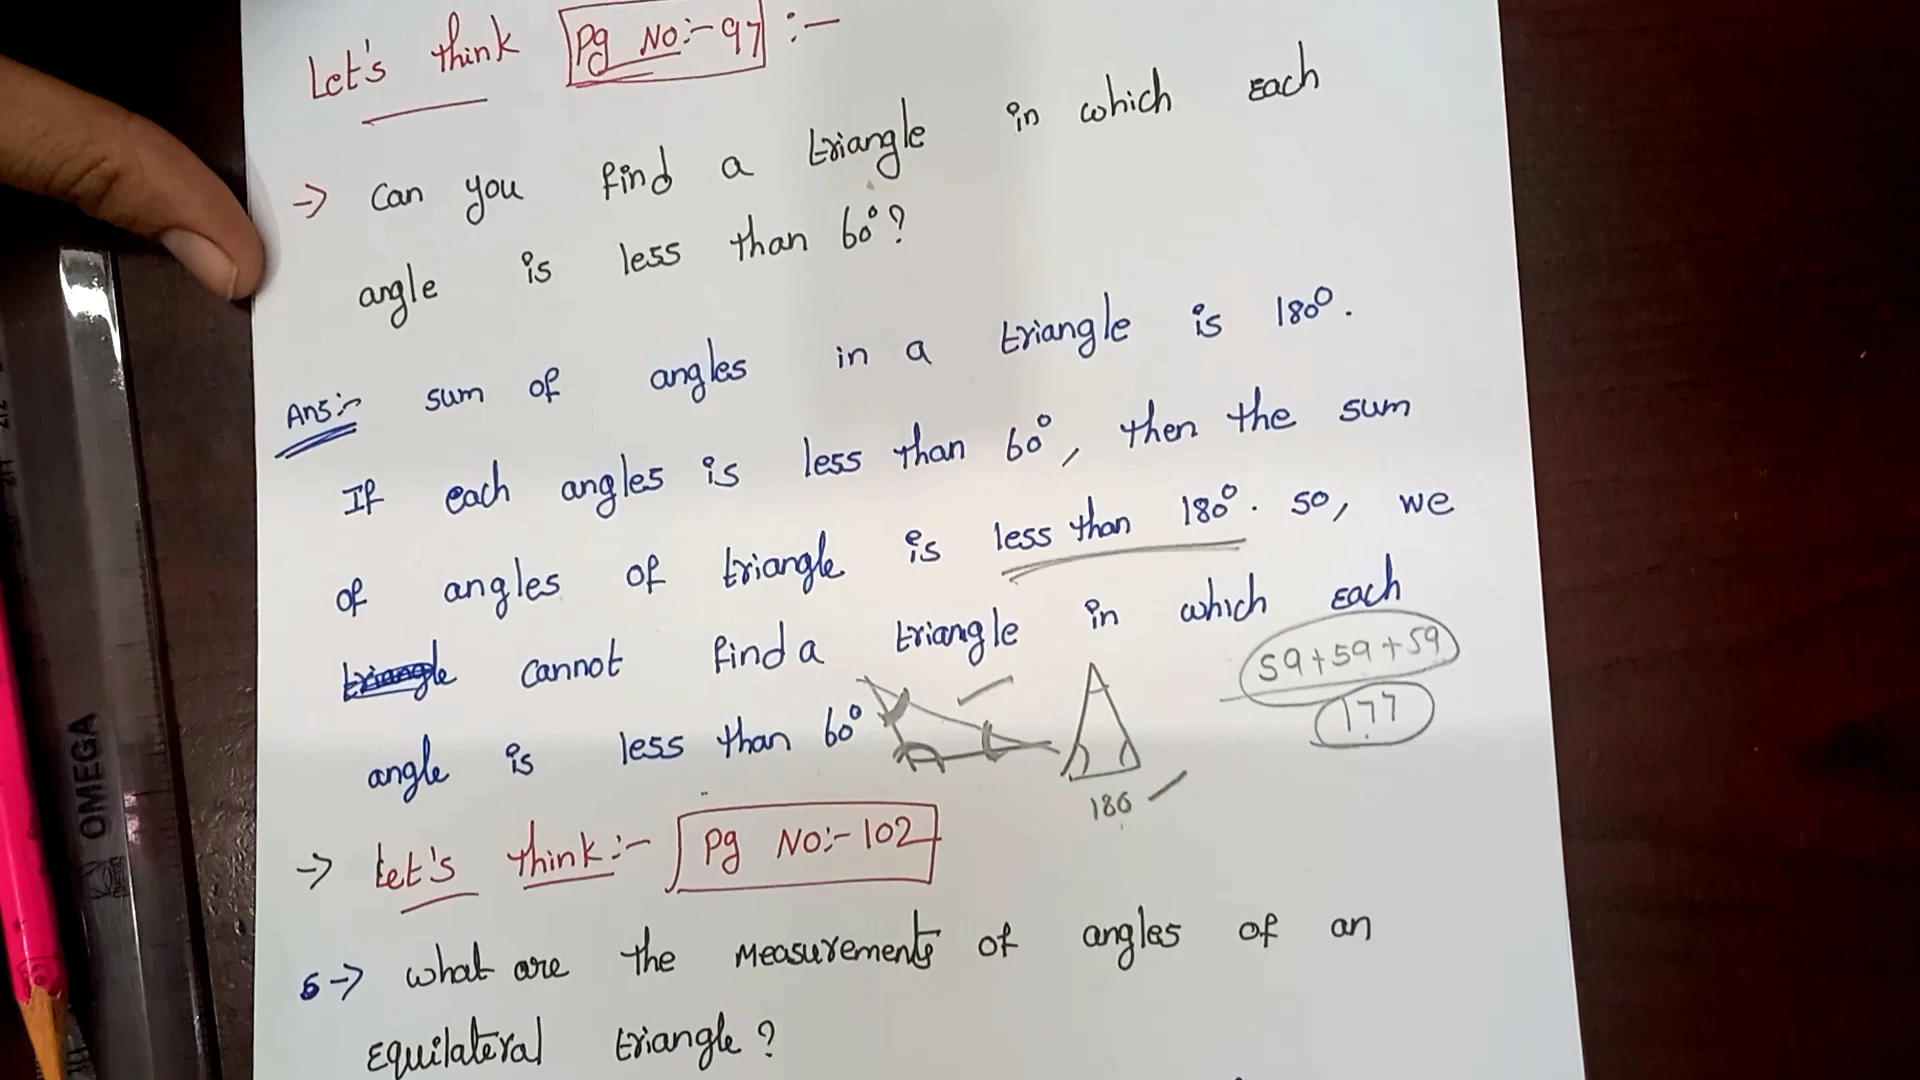 Let's think Pg No:- 97 :-
-> Can you find a triangle in which each
angle is less than 60°?
Ans:- sum of angles in a triangle is 180°.
If each angles is less than 60°, then the sum
of angles of triangle is less than 180°. so, we
cannot find a triangle in which each
59+59+59
177
angle is less than 60°
180
-> Let's think:- Pg No:- 102
-> what are the measurements of angles of an
Equilateral triangle?
OMEGA